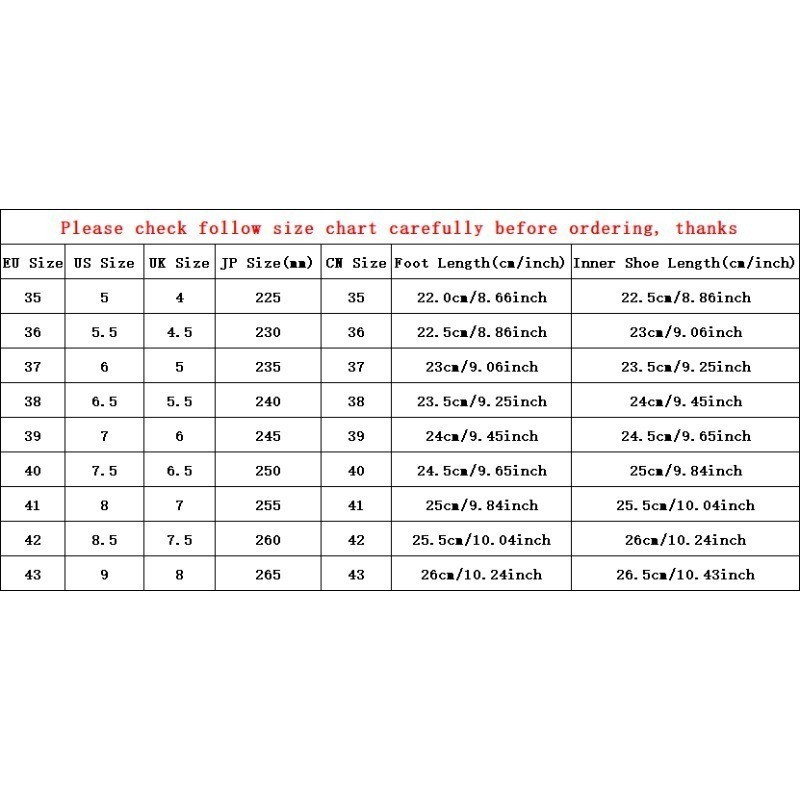 Please check follow size chart carefully before ordering, thanks
EU Size US Size UK Size JP Size(mm) CN Size Foot Length(cm/inch) Inner Shoe Length(cm/inch)
35 5 4 225 35 22.0cm/8.66inch 22.5cm/8.86inch
36 5.5 4.5 230 36 22.5cm/8.86inch 23cm/9.06inch
37 6 5 235 37 23cm/9.06inch 23.5cm/9.25inch
38 6.5 5.5 240 38 23.5cm/9.25inch 24cm/9.45inch
39 7 6 245 39 24cm/9.45inch 24.5cm/9.65inch
40 7.5 6.5 250 40 24.5cm/9.65inch 25cm/9.84inch
41 8 7 255 41 25cm/9.84inch 25.5cm/10.04inch
42 8.5 7.5 260 42 25.5cm/10.04inch 26cm/10.24inch
43 9 8 265 43 26cm/10.24inch 26.5cm/10.43inch